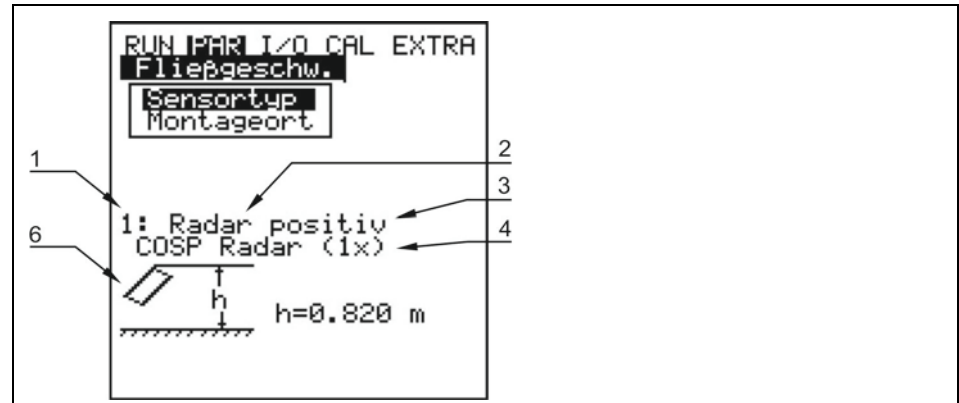 RUN PAR I/O CAL EXTRA
Fließgeschw.
Sensortyp
Montageort
1
2
3
1: Radar positiv
6
COSP Radar (1x)
4
h
h=0.820 m